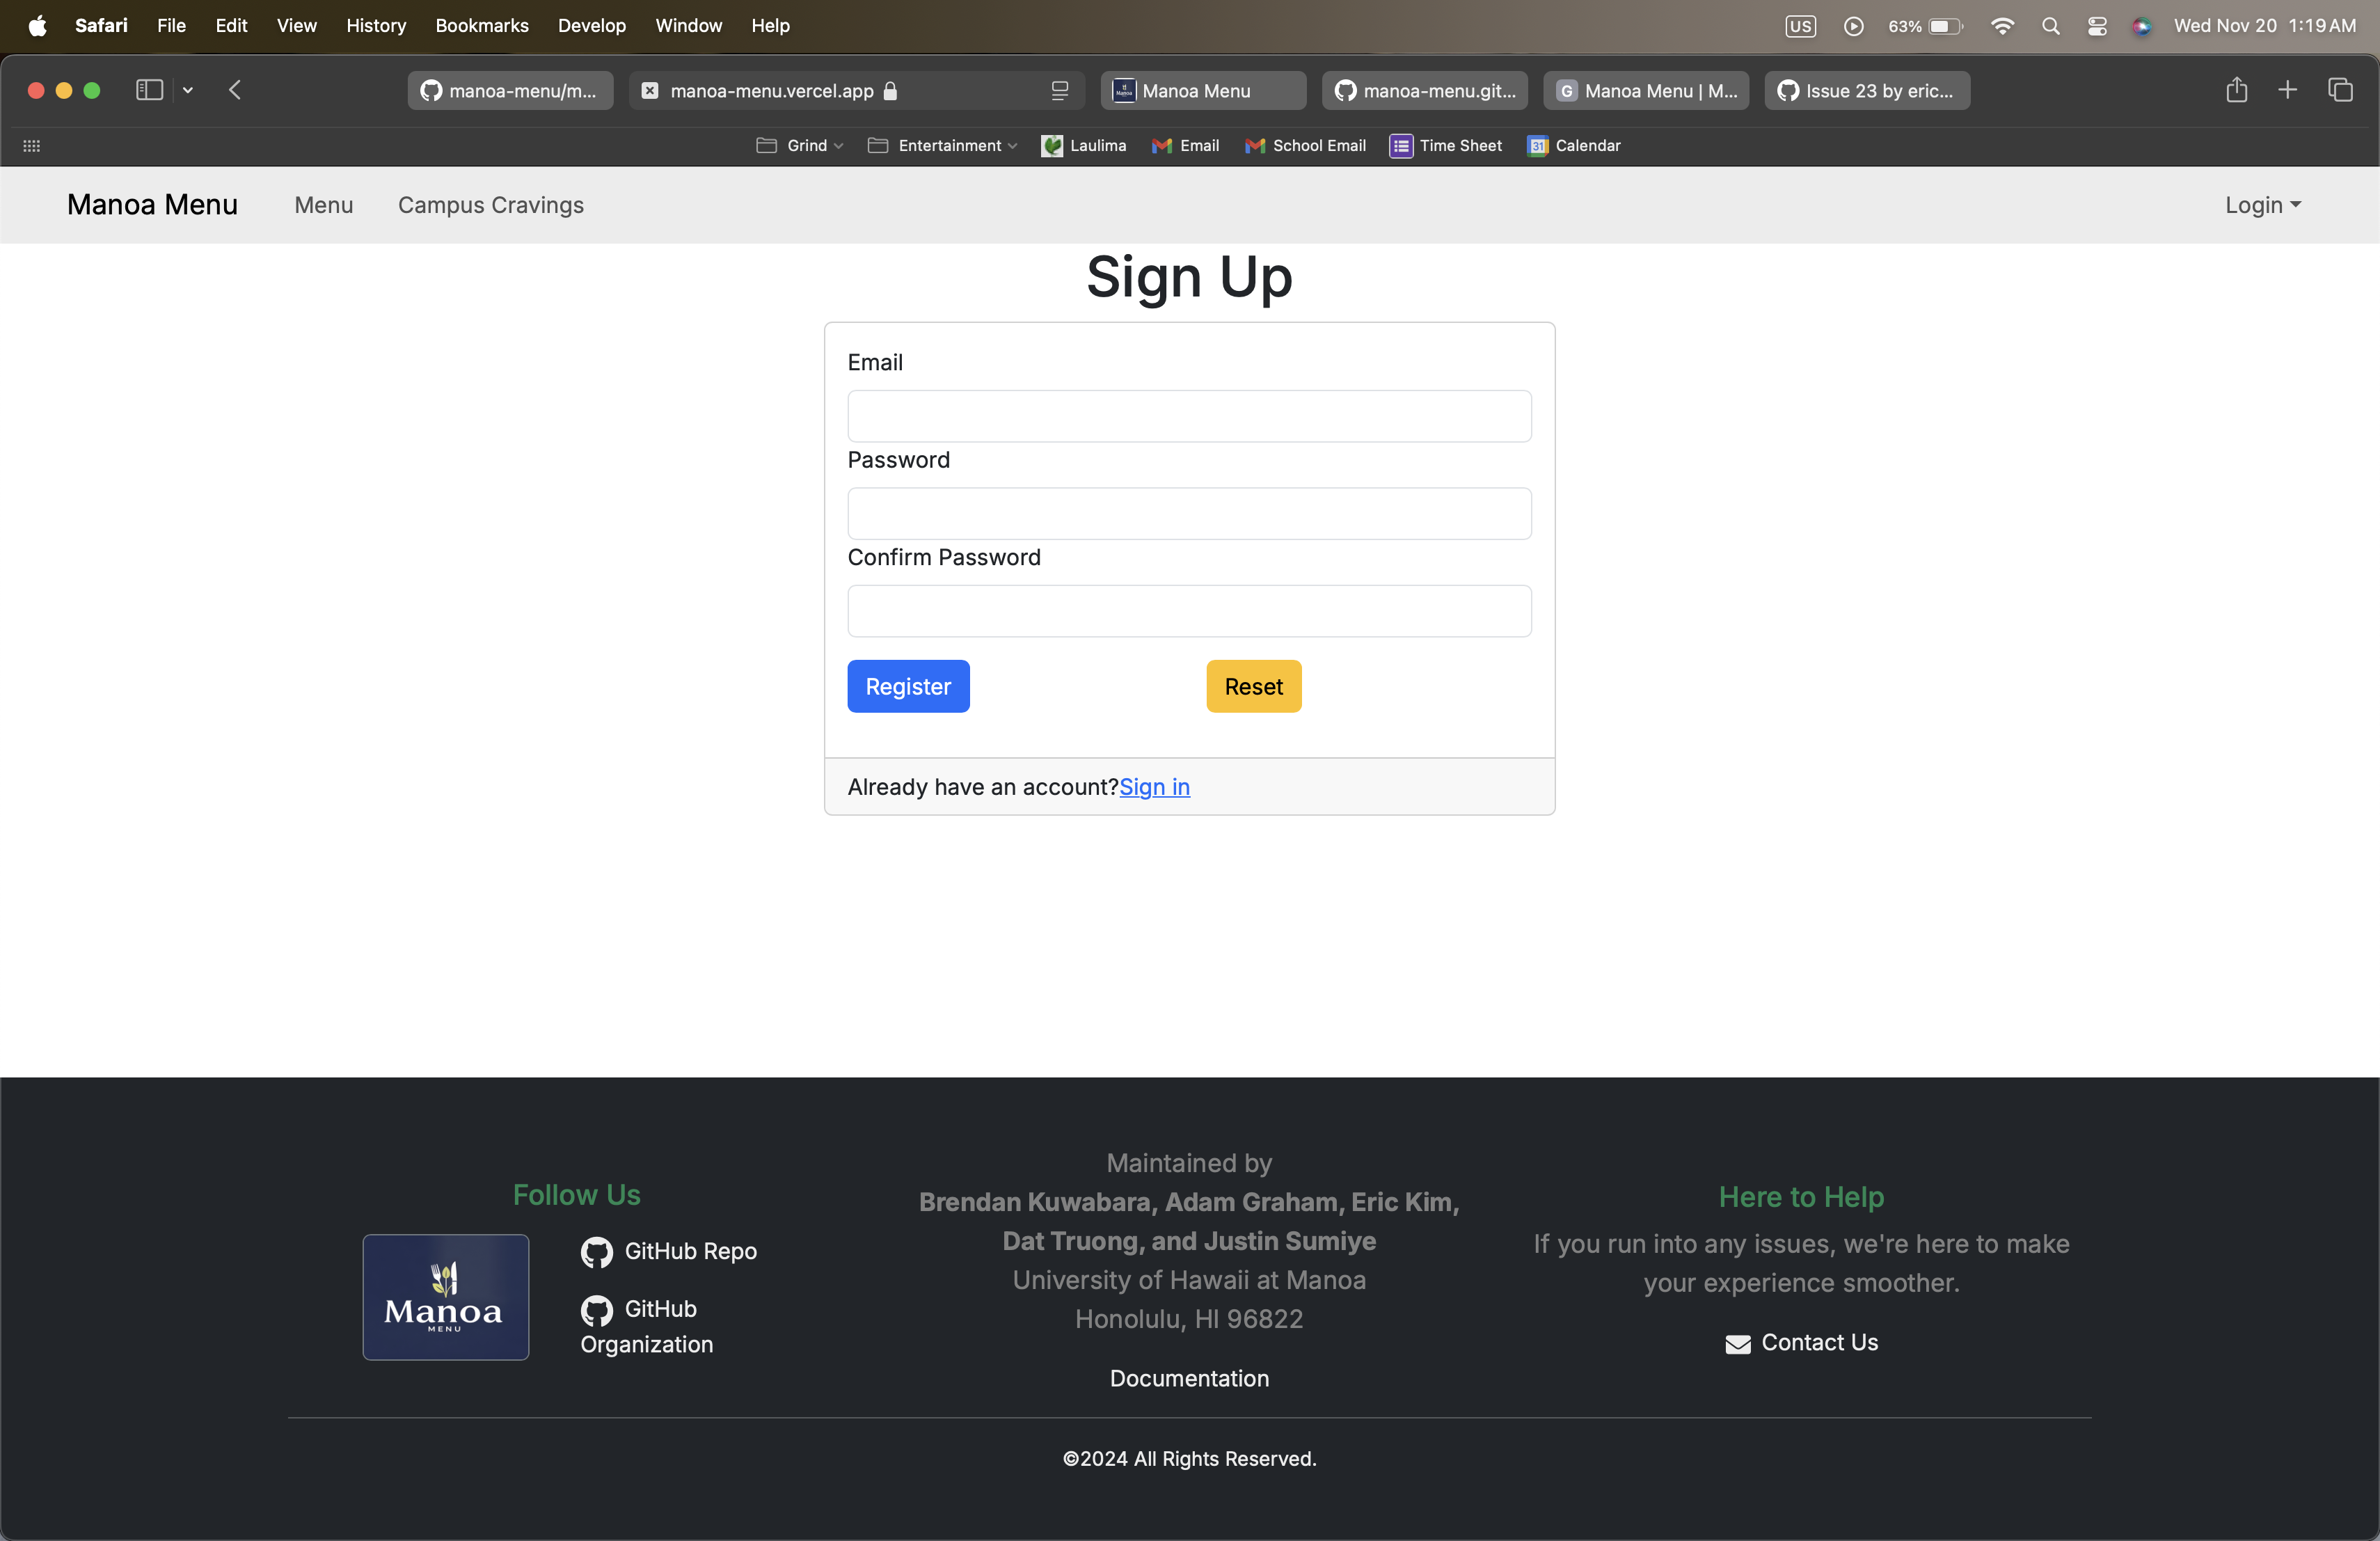 Safari File Edit View History Bookmarks Develop Window Help US 63% Wed Nov 20 1:19 AM
manoa-menu/m... manoa-menu.vercel.app Manoa Menu manoa-menu.git... G Manoa Menu | M... Issue 23 by eric...
Grind Entertainment Laulima Email School Email Time Sheet 31 Calendar
Manoa Menu Menu Campus Cravings Login
Sign Up
Email
Password
Confirm Password
Register Reset
Already have an account?Sign in
Follow Us
Manoa
MENU
GitHub Repo
GitHub
Organization
Maintained by
Brendan Kuwabara, Adam Graham, Eric Kim,
Dat Truong, and Justin Sumiye
University of Hawaii at Manoa
Honolulu, HI 96822
Documentation
Here to Help
If you run into any issues, we're here to make
your experience smoother.
Contact Us
©2024 All Rights Reserved.